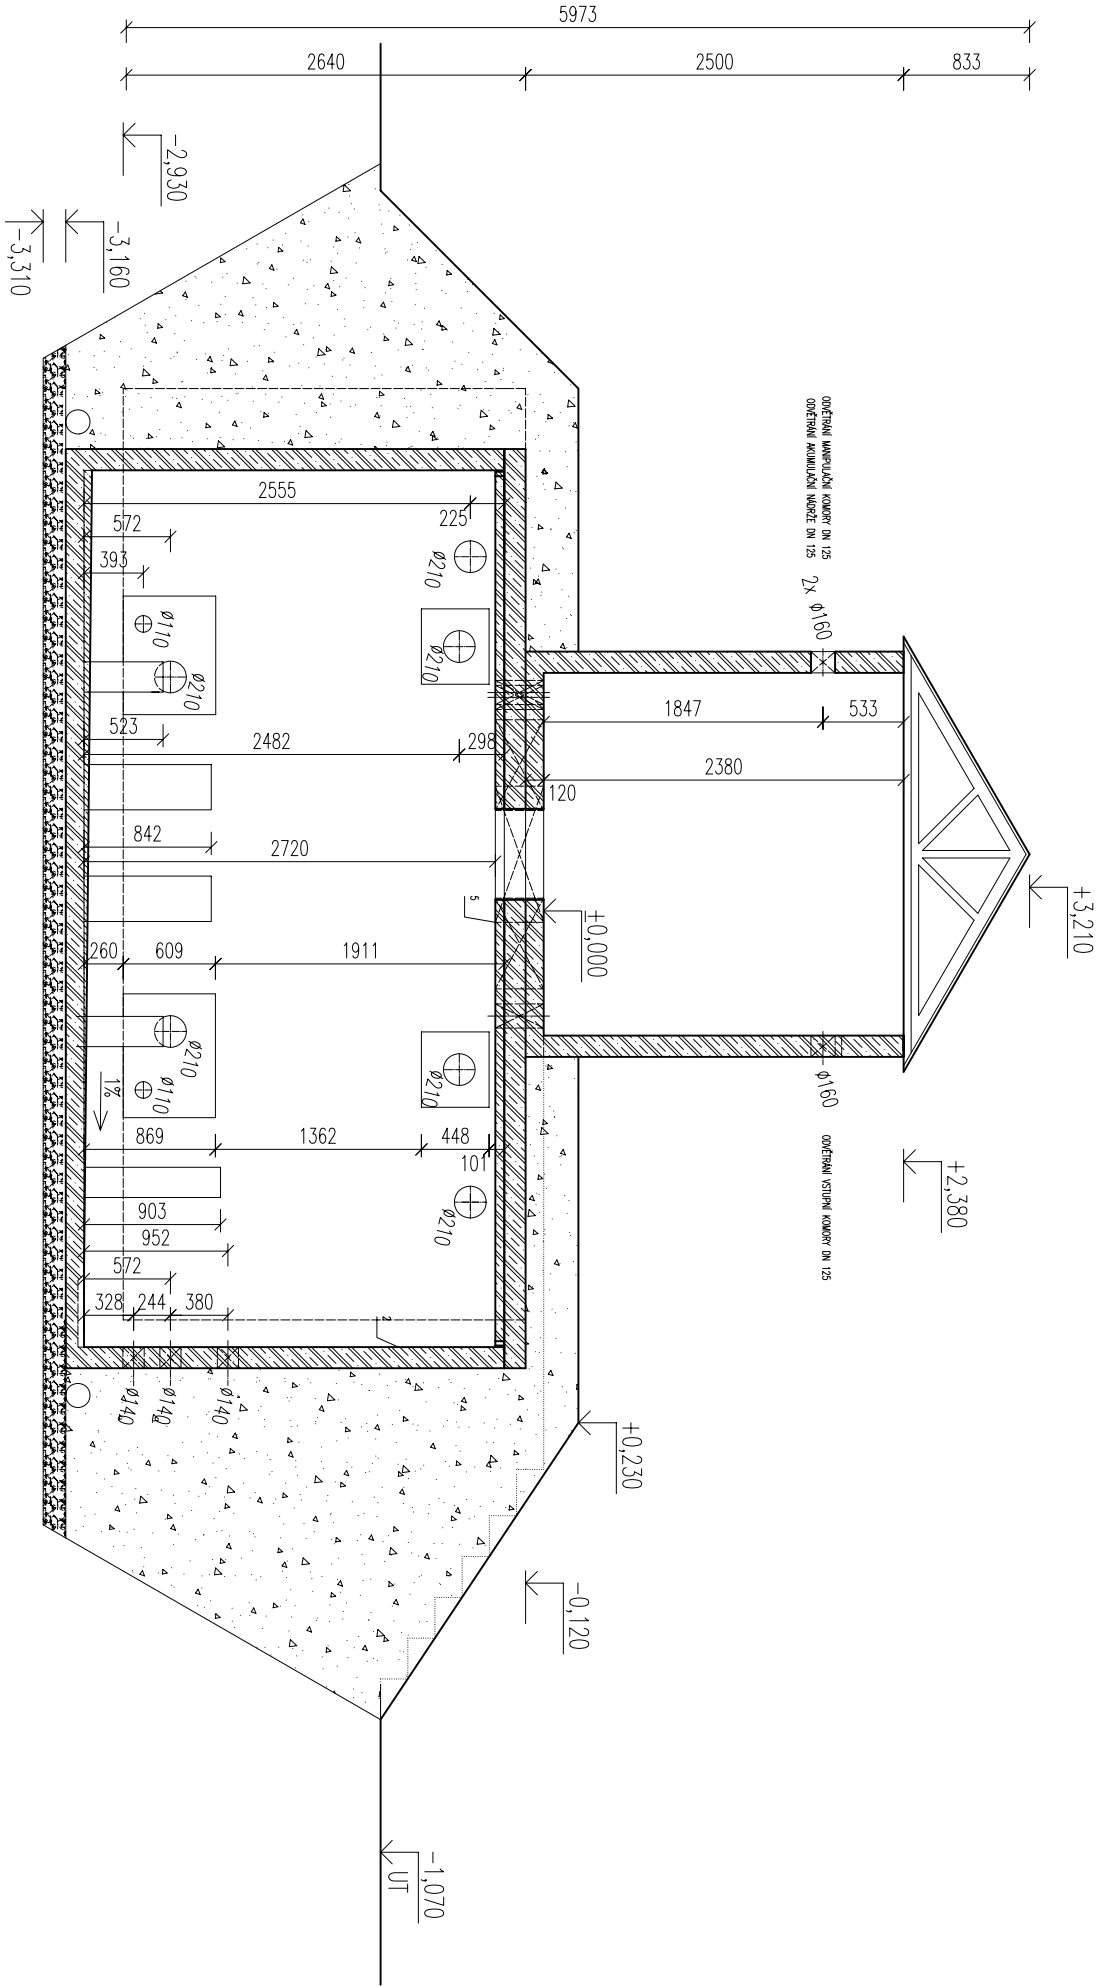 5973
2640
2500
833
-2,930
-3,160
-3,310
ODVĚTRÁNÍ MANIPULAČNÍ KOMORY DN 125
ODVĚTRÁNÍ AKUMULAČNÍ NÁDRŽE DN 125
2x ø160
2555
225
ø210
572
393
ø110
ø210
ø210
523
2482
298
1847
533
2380
120
842
2720
5
±0,000
+3,210
260
609
1911
ø210
ø110
ø210
ø160
1%
869
1362
448
101
ODVĚTRÁNÍ VSTUPNÍ KOMORY DN 125
+2,380
903
ø210
952
572
328
244
380
2
ø140
ø140
ø140
+0,230
-0,120
-1,070
UT